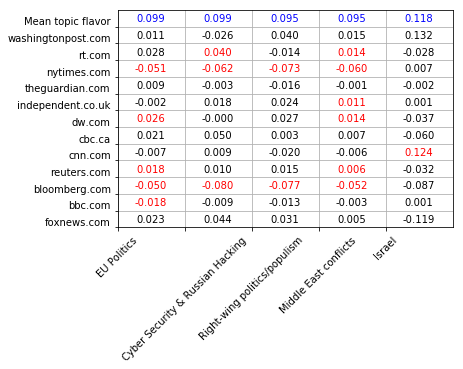 Mean topic flavor 0.099 0.099 0.095 0.095 0.118
washingtonpost.com 0.011 -0.026 0.040 0.015 0.132
rt.com 0.028 0.040 -0.014 0.014 -0.028
nytimes.com -0.051 -0.062 -0.073 -0.060 0.007
theguardian.com 0.009 -0.003 -0.016 -0.001 -0.002
independent.co.uk -0.002 0.018 0.024 0.011 0.001
dw.com 0.026 -0.000 0.027 0.014 -0.037
cbc.ca 0.021 0.050 0.003 0.007 -0.060
cnn.com -0.007 0.009 -0.020 -0.006 0.124
reuters.com 0.018 0.010 0.015 0.006 -0.032
bloomberg.com -0.050 -0.080 -0.077 -0.052 -0.087
bbc.com -0.018 -0.009 -0.013 -0.003 0.001
foxnews.com 0.023 0.044 0.031 0.005 -0.119
EU Politics
Cyber Security & Russian Hacking
Right-wing politics/populism
Middle East conflicts
Israel